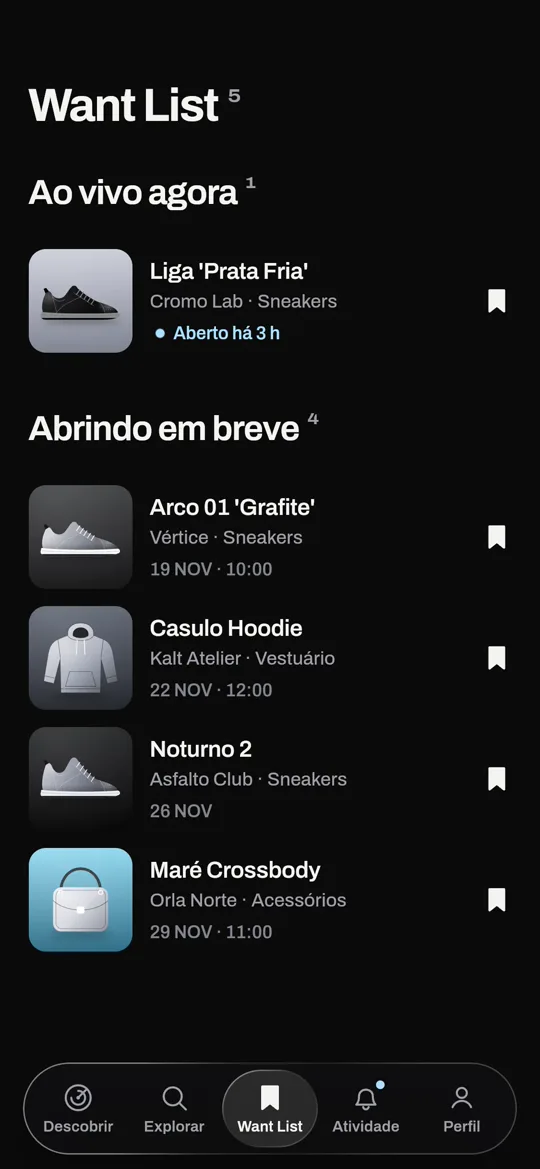 Want List 5
Ao vivo agora 1
Liga 'Prata Fria'
Cromo Lab · Sneakers
Aberto há 3 h
Abrindo em breve 4
Arco 01 'Grafite'
Vértice · Sneakers
19 NOV · 10:00
Casulo Hoodie
Kalt Atelier · Vestuário
22 NOV · 12:00
Noturno 2
Asfalto Club · Sneakers
26 NOV
Maré Crossbody
Orla Norte · Acessórios
29 NOV · 11:00
Descobrir Explorar Want List Atividade Perfil